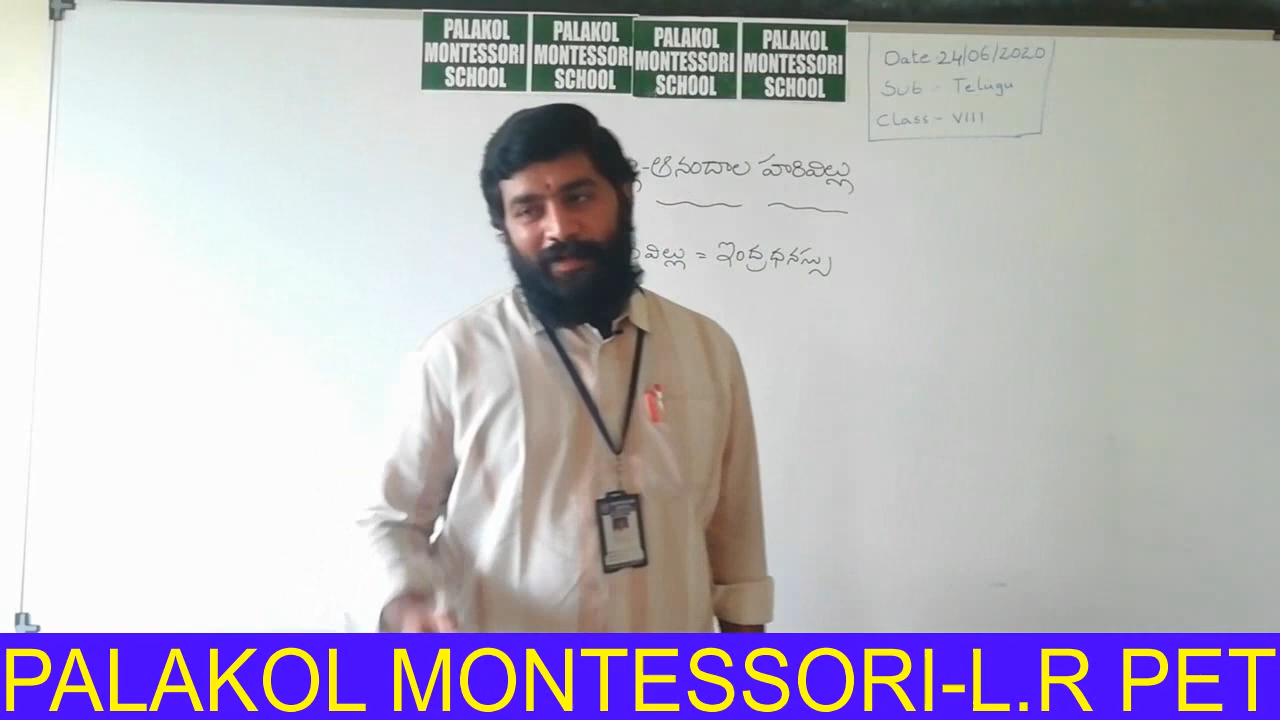 PALAKOL MONTESSORI SCHOOL
PALAKOL MONTESSORI SCHOOL
PALAKOL MONTESSORI SCHOOL
PALAKOL MONTESSORI SCHOOL
Date 24/06/2020
Sub - Telugu
Class - VIII
-ఆనందాల హరివిల్లు
విల్లు = ఇంద్రధనస్సు
PALAKOL MONTESSORI-L.R PET